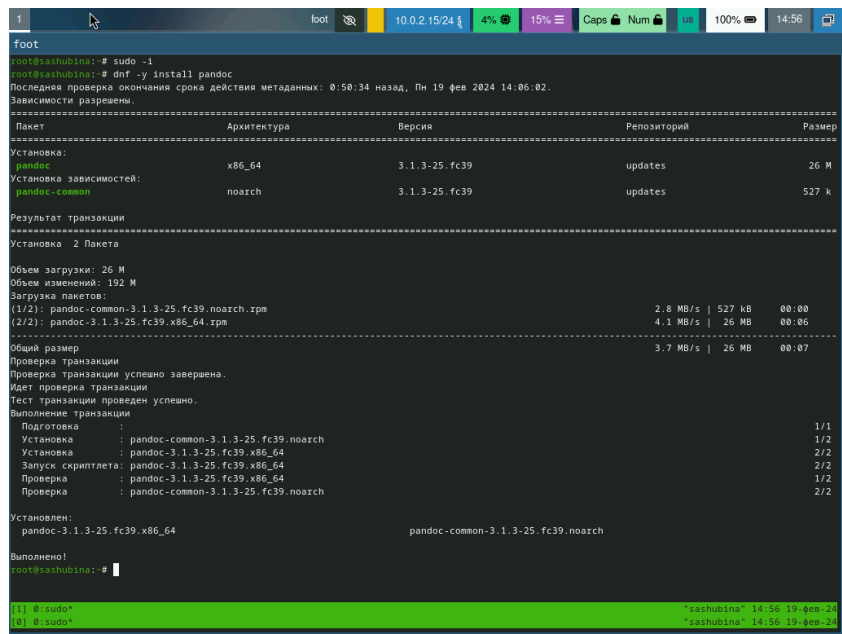 1 foot 10.0.2.15/24 4% 15% Caps Num us 100% 14:56
foot
root@sashubina:~# sudo -i
root@sashubina:~# dnf -y install pandoc
Последняя проверка окончания срока действия метаданных: 0:50:34 назад, Пн 19 фев 2024 14:06:02.
Зависимости разрешены.
Пакет Архитектура Версия Репозиторий Размер
Установка:
pandoc x86_64 3.1.3-25.fc39 updates 26 M
Установка зависимостей:
pandoc-common noarch 3.1.3-25.fc39 updates 527 k
Результат транзакции
Установка 2 Пакета
Объем загрузки: 26 M
Объем изменений: 192 M
Загрузка пакетов:
(1/2): pandoc-common-3.1.3-25.fc39.noarch.rpm 2.8 MB/s | 527 kB 00:00
(2/2): pandoc-3.1.3-25.fc39.x86_64.rpm 4.1 MB/s | 26 MB 00:06
Общий размер 3.7 MB/s | 26 MB 00:07
Проверка транзакции
Проверка транзакции успешно завершена.
Идет проверка транзакции
Тест транзакции проведен успешно.
Выполнение транзакции
Подготовка : 1/1
Установка : pandoc-common-3.1.3-25.fc39.noarch 1/2
Установка : pandoc-3.1.3-25.fc39.x86_64 2/2
Запуск скриптлета: pandoc-3.1.3-25.fc39.x86_64 2/2
Проверка : pandoc-3.1.3-25.fc39.x86_64 1/2
Проверка : pandoc-common-3.1.3-25.fc39.noarch 2/2
Установлен:
pandoc-3.1.3-25.fc39.x86_64 pandoc-common-3.1.3-25.fc39.noarch
Выполнено!
root@sashubina:~#
[1] 0:sudo* "sashubina" 14:56 19-фев-24
[0] 0:sudo* "sashubina" 14:56 19-фев-24